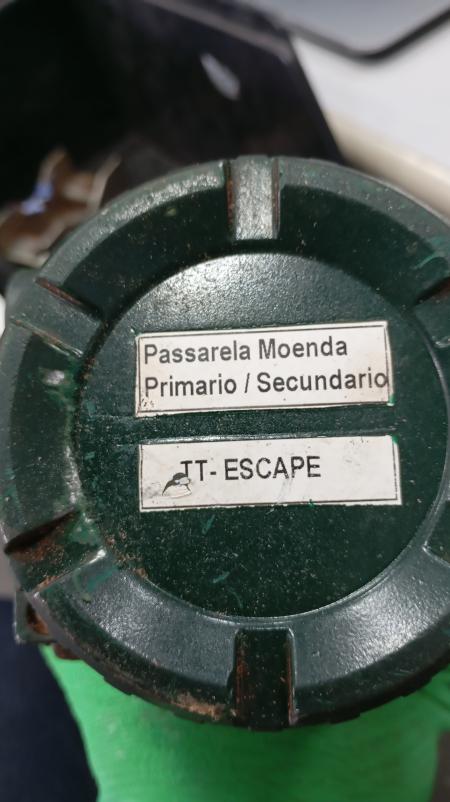 Passarela Moenda
Primario / Secundario
TT- ESCAPE